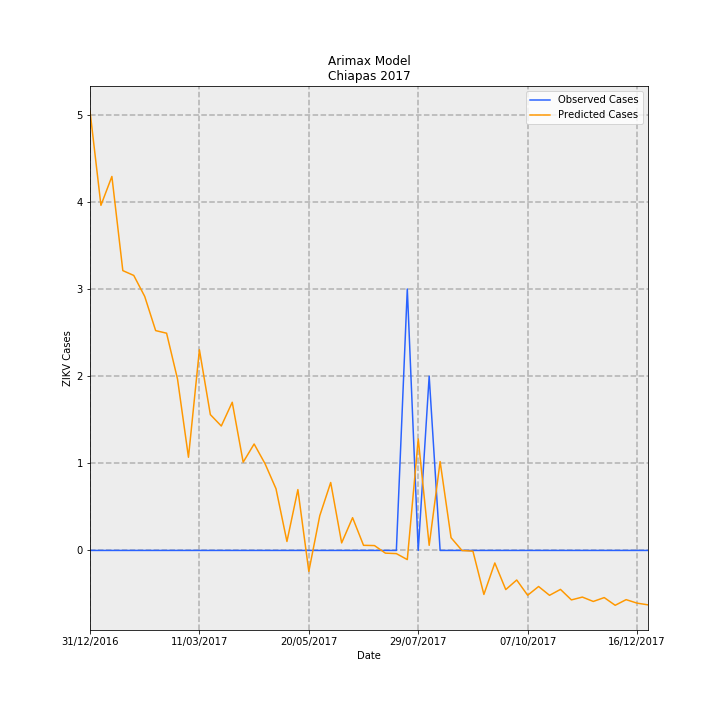 Arimax Model
Chiapas 2017
Observed Cases
Predicted Cases
ZIKV Cases
5
4
3
2
1
0
31/12/2016
11/03/2017
20/05/2017
29/07/2017
07/10/2017
16/12/2017
Date